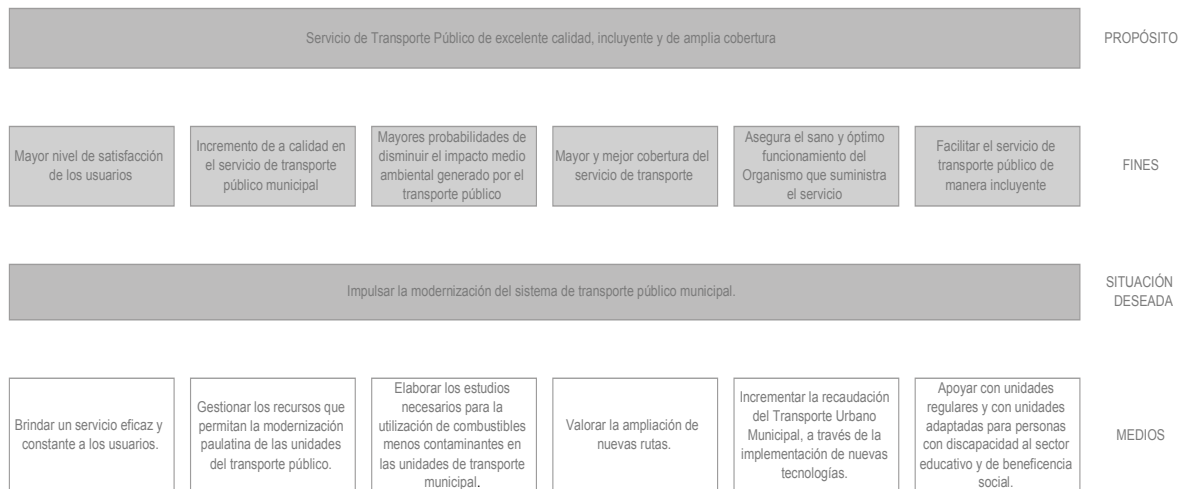 Servicio de Transporte Público de excelente calidad, incluyente y de amplia cobertura
PROPÓSITO
Mayor nivel de satisfacción
de los usuarios
Incremento de a calidad en
el servicio de transporte
público municipal
Mayores probabilidades de
disminuir el impacto medio
ambiental generado por el
transporte público
Mayor y mejor cobertura del
servicio de transporte
Asegura el sano y óptimo
funcionamiento del
Organismo que suministra
el servicio
Facilitar el servicio de
transporte público de
manera incluyente
FINES
Impulsar la modernización del sistema de transporte público municipal.
SITUACIÓN
DESEADA
Brindar un servicio eficaz y
constante a los usuarios.
Gestionar los recursos que
permitan la modernización
paulatina de las unidades
del transporte público.
Elaborar los estudios
necesarios para la
utilización de combustibles
menos contaminantes en
las unidades de transporte
municipal.
Valorar la ampliación de
nuevas rutas.
Incrementar la recaudación
del Transporte Urbano
Municipal, a través de la
implementación de nuevas
tecnologías.
Apoyar con unidades
regulares y con unidades
adaptadas para personas
con discapacidad al sector
educativo y de beneficencia
social.
MEDIOS